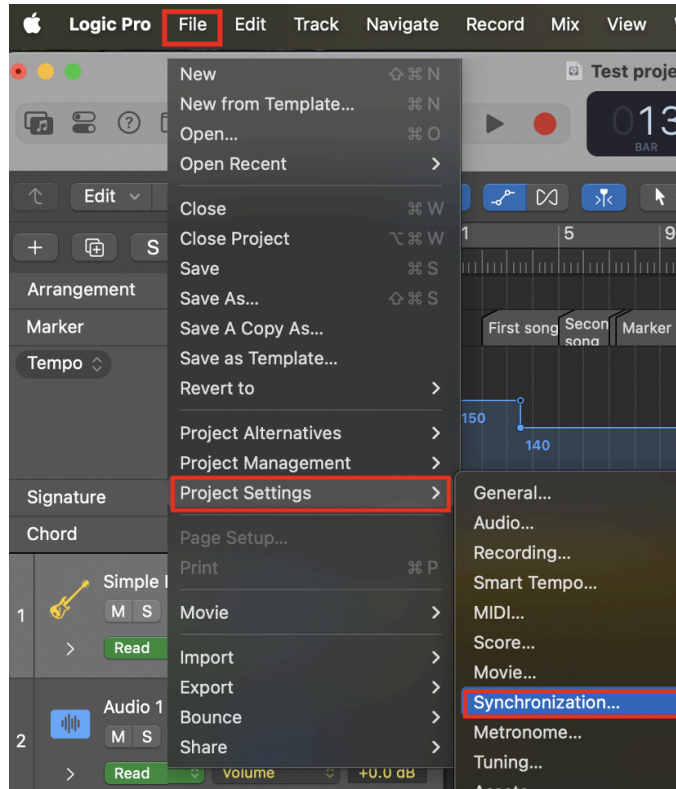 Logic Pro File Edit Track Navigate Record Mix View
Test proje
New ⇧⌘N
New from Template... ⌘N
Open... ⌘O
Open Recent
Close ⌘W
Close Project ⌥⌘W
Save ⌘S
Save As... ⇧⌘S
Save A Copy As...
Save as Template...
Revert to
Project Alternatives
Project Management
Project Settings
Page Setup...
Print ⌘P
Movie
Import
Export
Bounce
Share
General...
Audio...
Recording...
Smart Tempo...
MIDI...
Score...
Movie...
Synchronization...
Metronome...
Tuning...
013
BAR
Edit
S
1 5 9
Arrangement
Marker
First song
Secon
song
Marker
Tempo
150
140
Signature
Chord
1
Simple
M S
Read
2
Audio 1
M S
Read Volume +0.0 dB